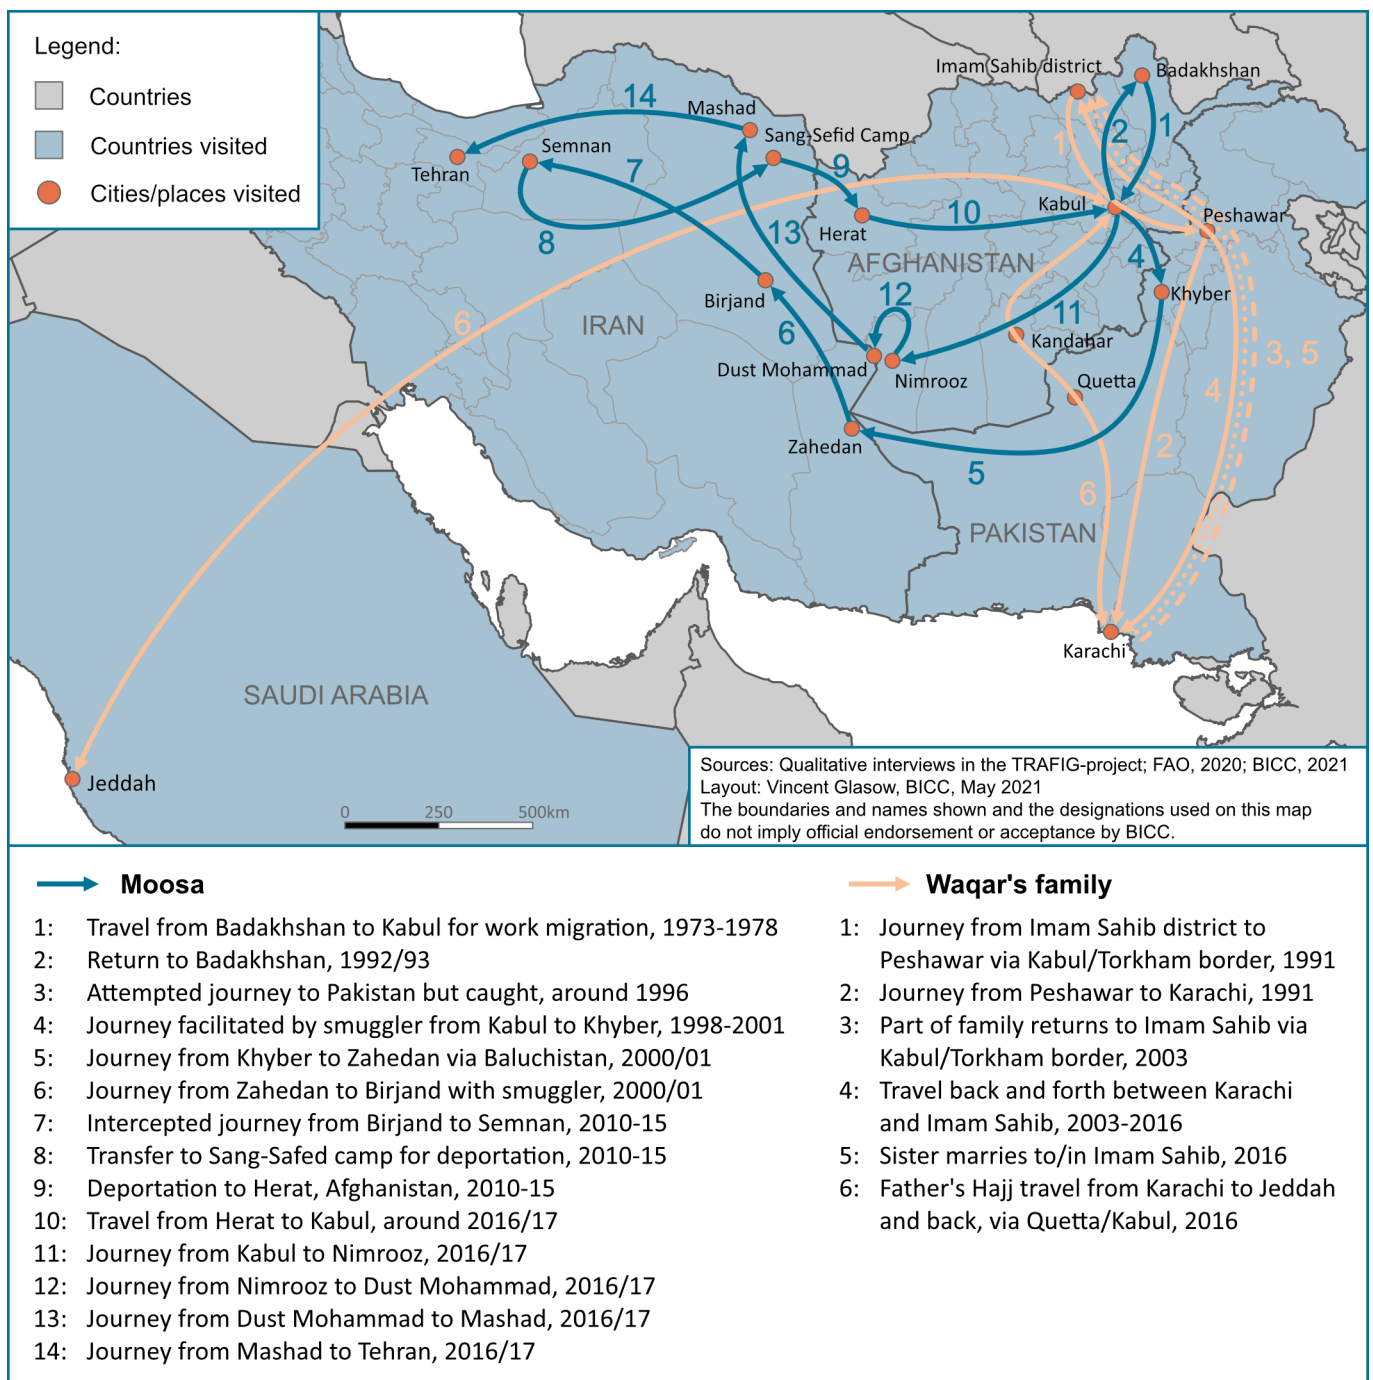 Legend:
Countries
Countries visited
Cities/places visited
Imam Sahib district
Badakhshan
14
Mashad
Sang-Sefid Camp
1
2
1
Semnan
Tehran
7
9
Kabul
Peshawar
10
8
13
Herat
AFGHANISTAN
4
Khyber
Birjand
12
11
6
IRAN
6
Kandahar
3, 5
Dust Mohammad
Nimrooz
Quetta
4
Zahedan
2
5
6
PAKISTAN
Karachi
SAUDI ARABIA
Jeddah
0 250 500km
Sources: Qualitative interviews in the TRAFIG-project; FAO, 2020; BICC, 2021
Layout: Vincent Glasow, BICC, May 2021
The boundaries and names shown and the designations used on this map
do not imply official endorsement or acceptance by BICC.
Moosa
1: Travel from Badakhshan to Kabul for work migration, 1973-1978
2: Return to Badakhshan, 1992/93
3: Attempted journey to Pakistan but caught, around 1996
4: Journey facilitated by smuggler from Kabul to Khyber, 1998-2001
5: Journey from Khyber to Zahedan via Baluchistan, 2000/01
6: Journey from Zahedan to Birjand with smuggler, 2000/01
7: Intercepted journey from Birjand to Semnan, 2010-15
8: Transfer to Sang-Safed camp for deportation, 2010-15
9: Deportation to Herat, Afghanistan, 2010-15
10: Travel from Herat to Kabul, around 2016/17
11: Journey from Kabul to Nimrooz, 2016/17
12: Journey from Nimrooz to Dust Mohammad, 2016/17
13: Journey from Dust Mohammad to Mashad, 2016/17
14: Journey from Mashad to Tehran, 2016/17
Waqar's family
1: Journey from Imam Sahib district to
Peshawar via Kabul/Torkham border, 1991
2: Journey from Peshawar to Karachi, 1991
3: Part of family returns to Imam Sahib via
Kabul/Torkham border, 2003
4: Travel back and forth between Karachi
and Imam Sahib, 2003-2016
5: Sister marries to/in Imam Sahib, 2016
6: Father's Hajj travel from Karachi to Jeddah
and back, via Quetta/Kabul, 2016